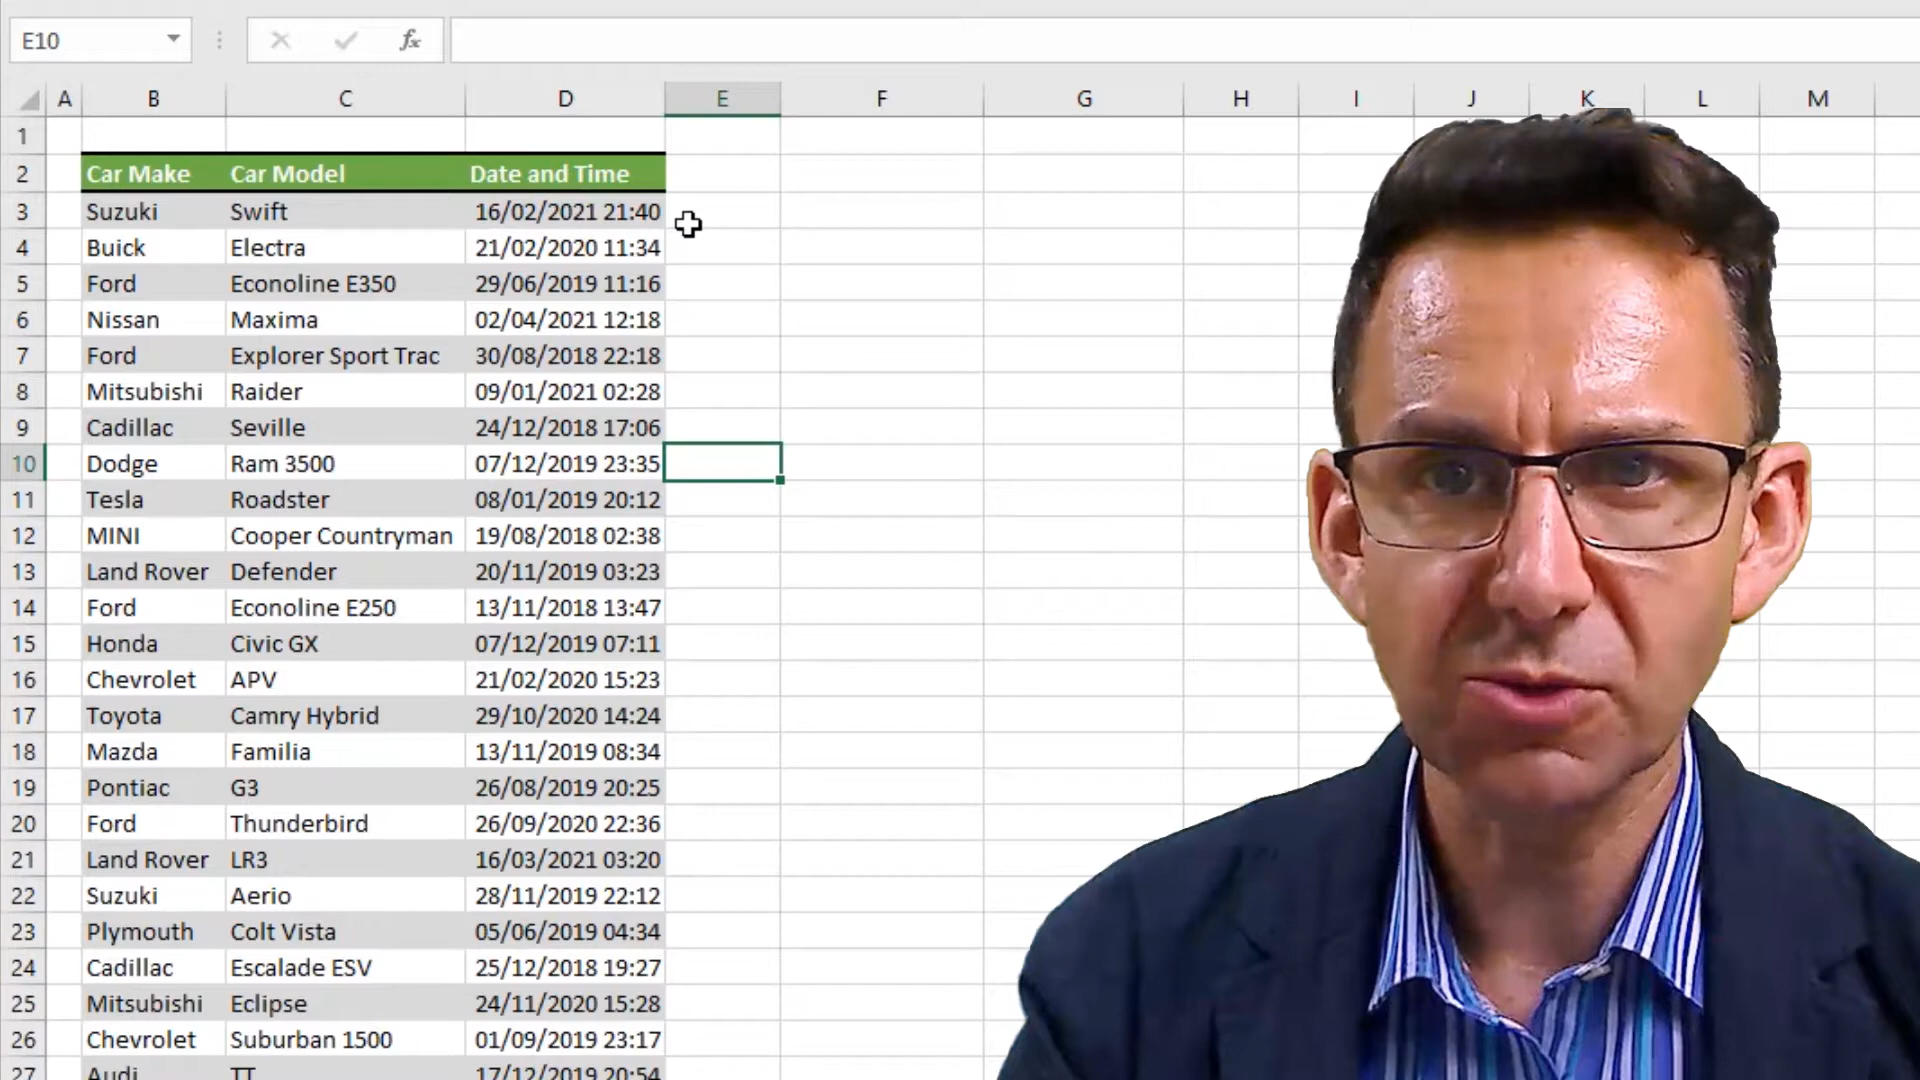 E10
fx
A B C D E F G H I J K L M
1
2 Car Make Car Model Date and Time
3 Suzuki Swift 16/02/2021 21:40
4 Buick Electra 21/02/2020 11:34
5 Ford Econoline E350 29/06/2019 11:16
6 Nissan Maxima 02/04/2021 12:18
7 Ford Explorer Sport Trac 30/08/2018 22:18
8 Mitsubishi Raider 09/01/2021 02:28
9 Cadillac Seville 24/12/2018 17:06
10 Dodge Ram 3500 07/12/2019 23:35
11 Tesla Roadster 08/01/2019 20:12
12 MINI Cooper Countryman 19/08/2018 02:38
13 Land Rover Defender 20/11/2019 03:23
14 Ford Econoline E250 13/11/2018 13:47
15 Honda Civic GX 07/12/2019 07:11
16 Chevrolet APV 21/02/2020 15:23
17 Toyota Camry Hybrid 29/10/2020 14:24
18 Mazda Familia 13/11/2019 08:34
19 Pontiac G3 26/08/2019 20:25
20 Ford Thunderbird 26/09/2020 22:36
21 Land Rover LR3 16/03/2021 03:20
22 Suzuki Aerio 28/11/2019 22:12
23 Plymouth Colt Vista 05/06/2019 04:34
24 Cadillac Escalade ESV 25/12/2018 19:27
25 Mitsubishi Eclipse 24/11/2020 15:28
26 Chevrolet Suburban 1500 01/09/2019 23:17
27 Audi TT 17/12/2019 20:54